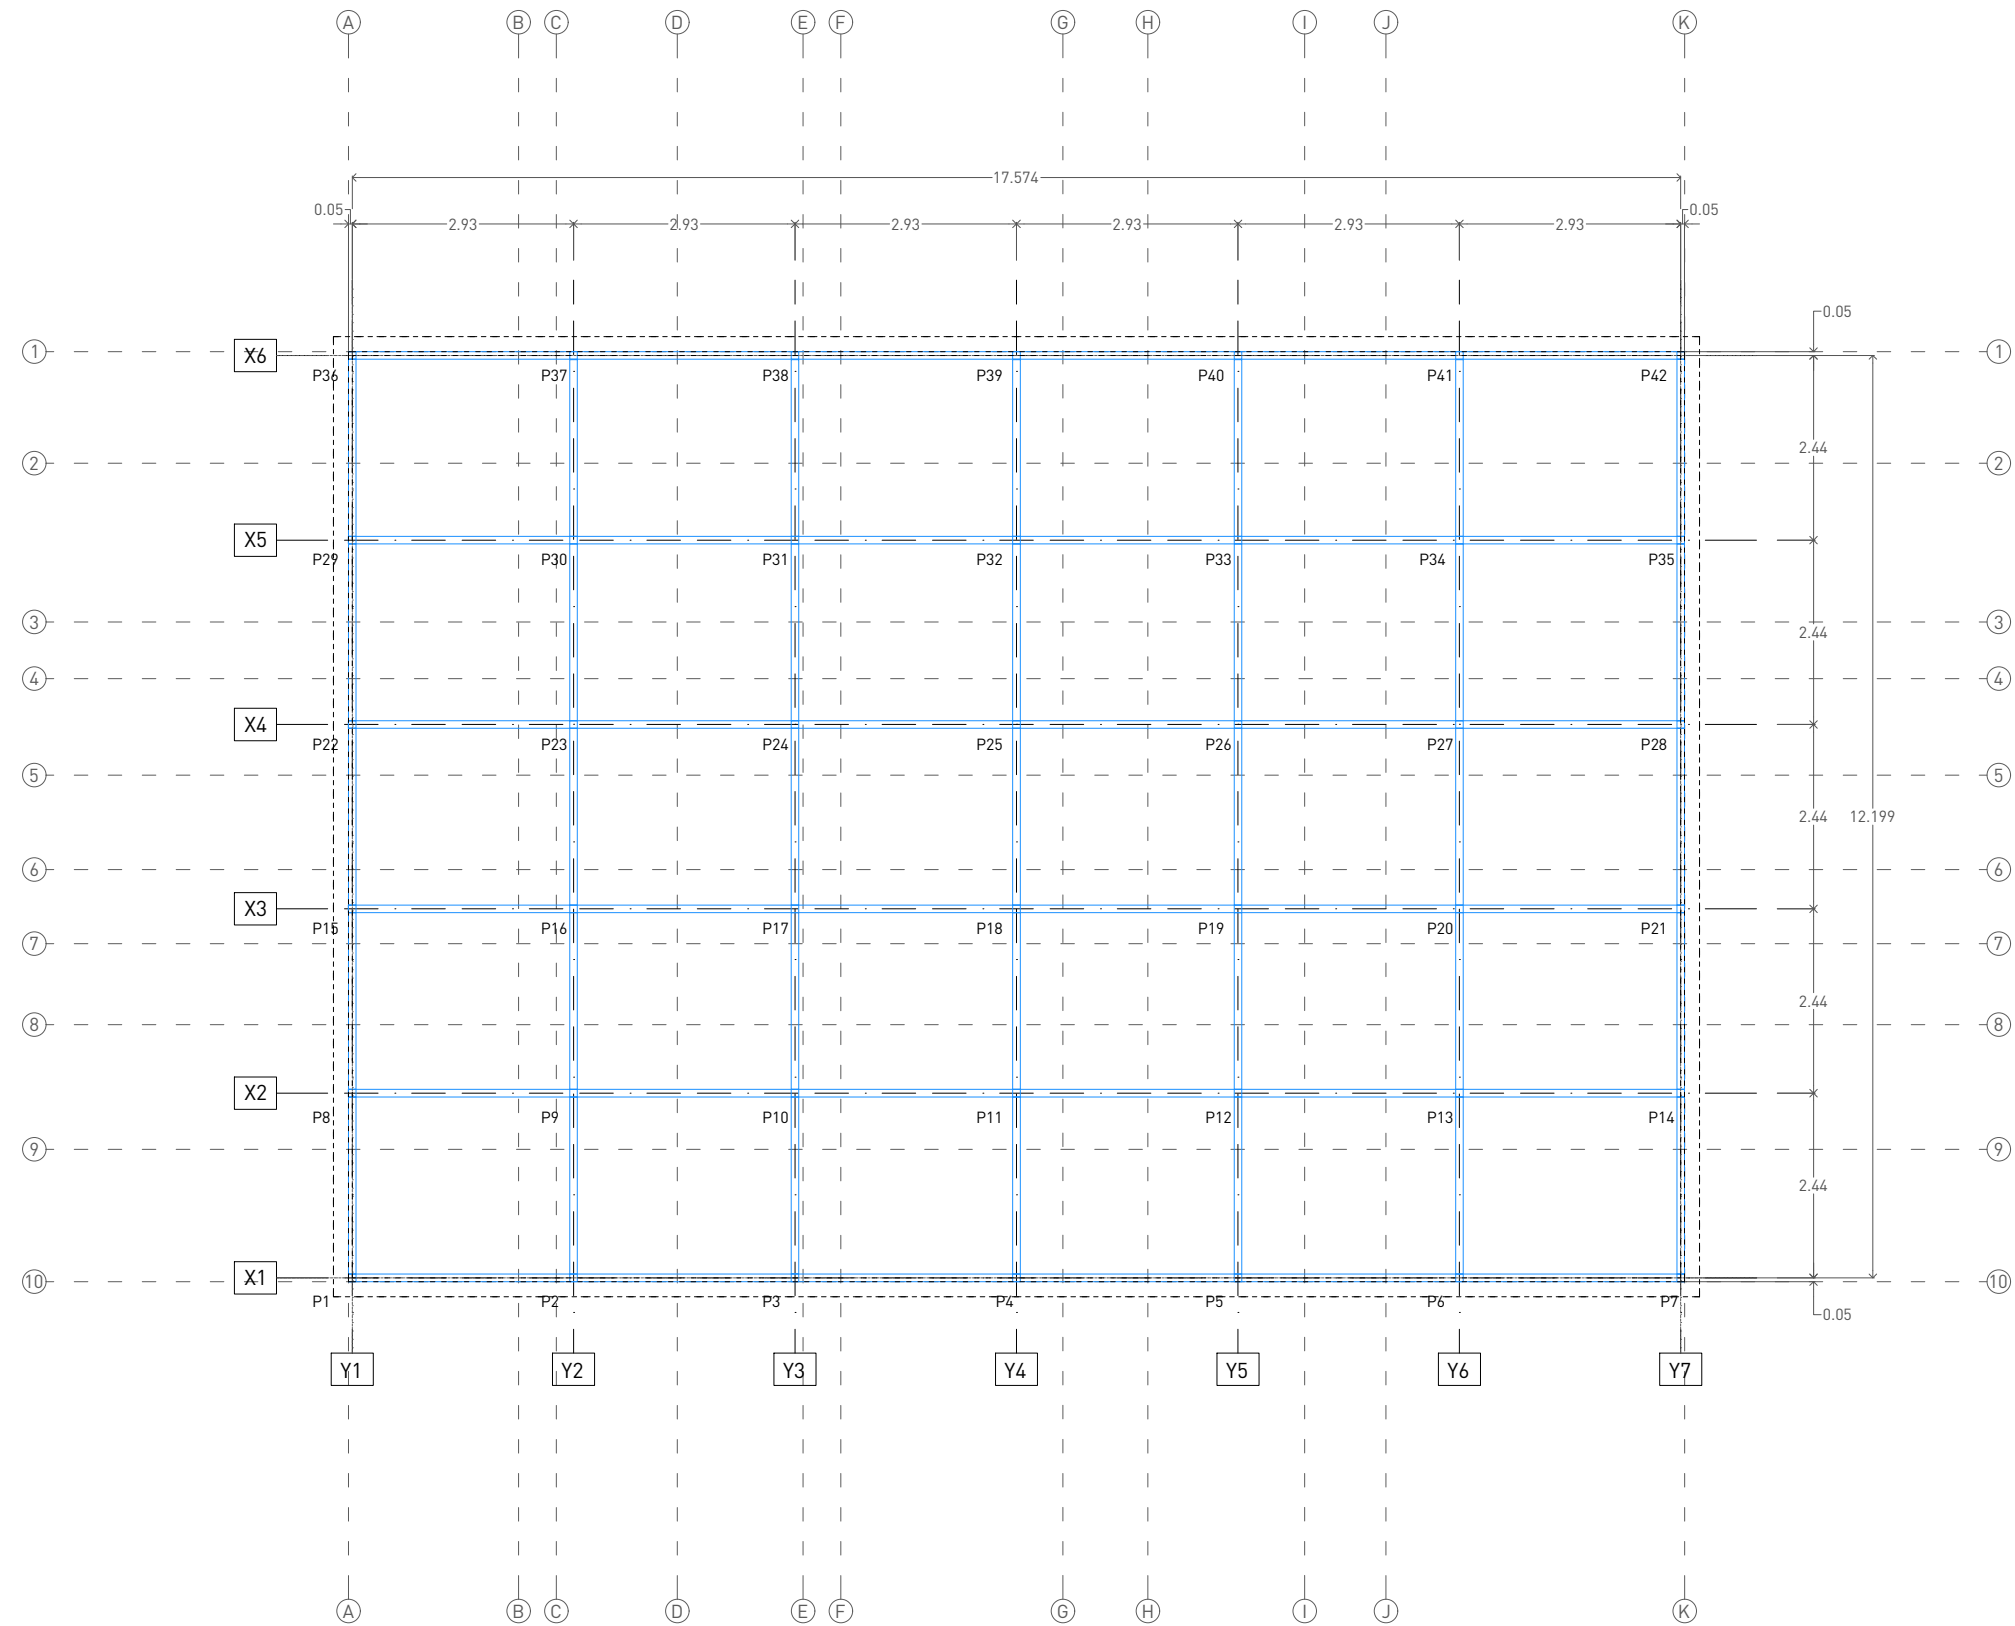 A B C D E F G H I J K
17.574
0.05 0.05
2.93 2.93 2.93 2.93 2.93 2.93
0.05
1 X6 1
P36 P37 P38 P39 P40 P41 P42
2.44
2 2
X5
P29 P30 P31 P32 P33 P34 P35
3 3
2.44
4 4
X4
P22 P23 P24 P25 P26 P27 P28
5 5
2.44 12.199
6 6
X3
P15 P16 P17 P18 P19 P20 P21
7 7
2.44
8 8
X2
P8 P9 P10 P11 P12 P13 P14
9 9
2.44
10 X1 10
P1 P2 P3 P4 P5 P6 P7
0.05
Y1 Y2 Y3 Y4 Y5 Y6 Y7
A B C D E F G H I J K